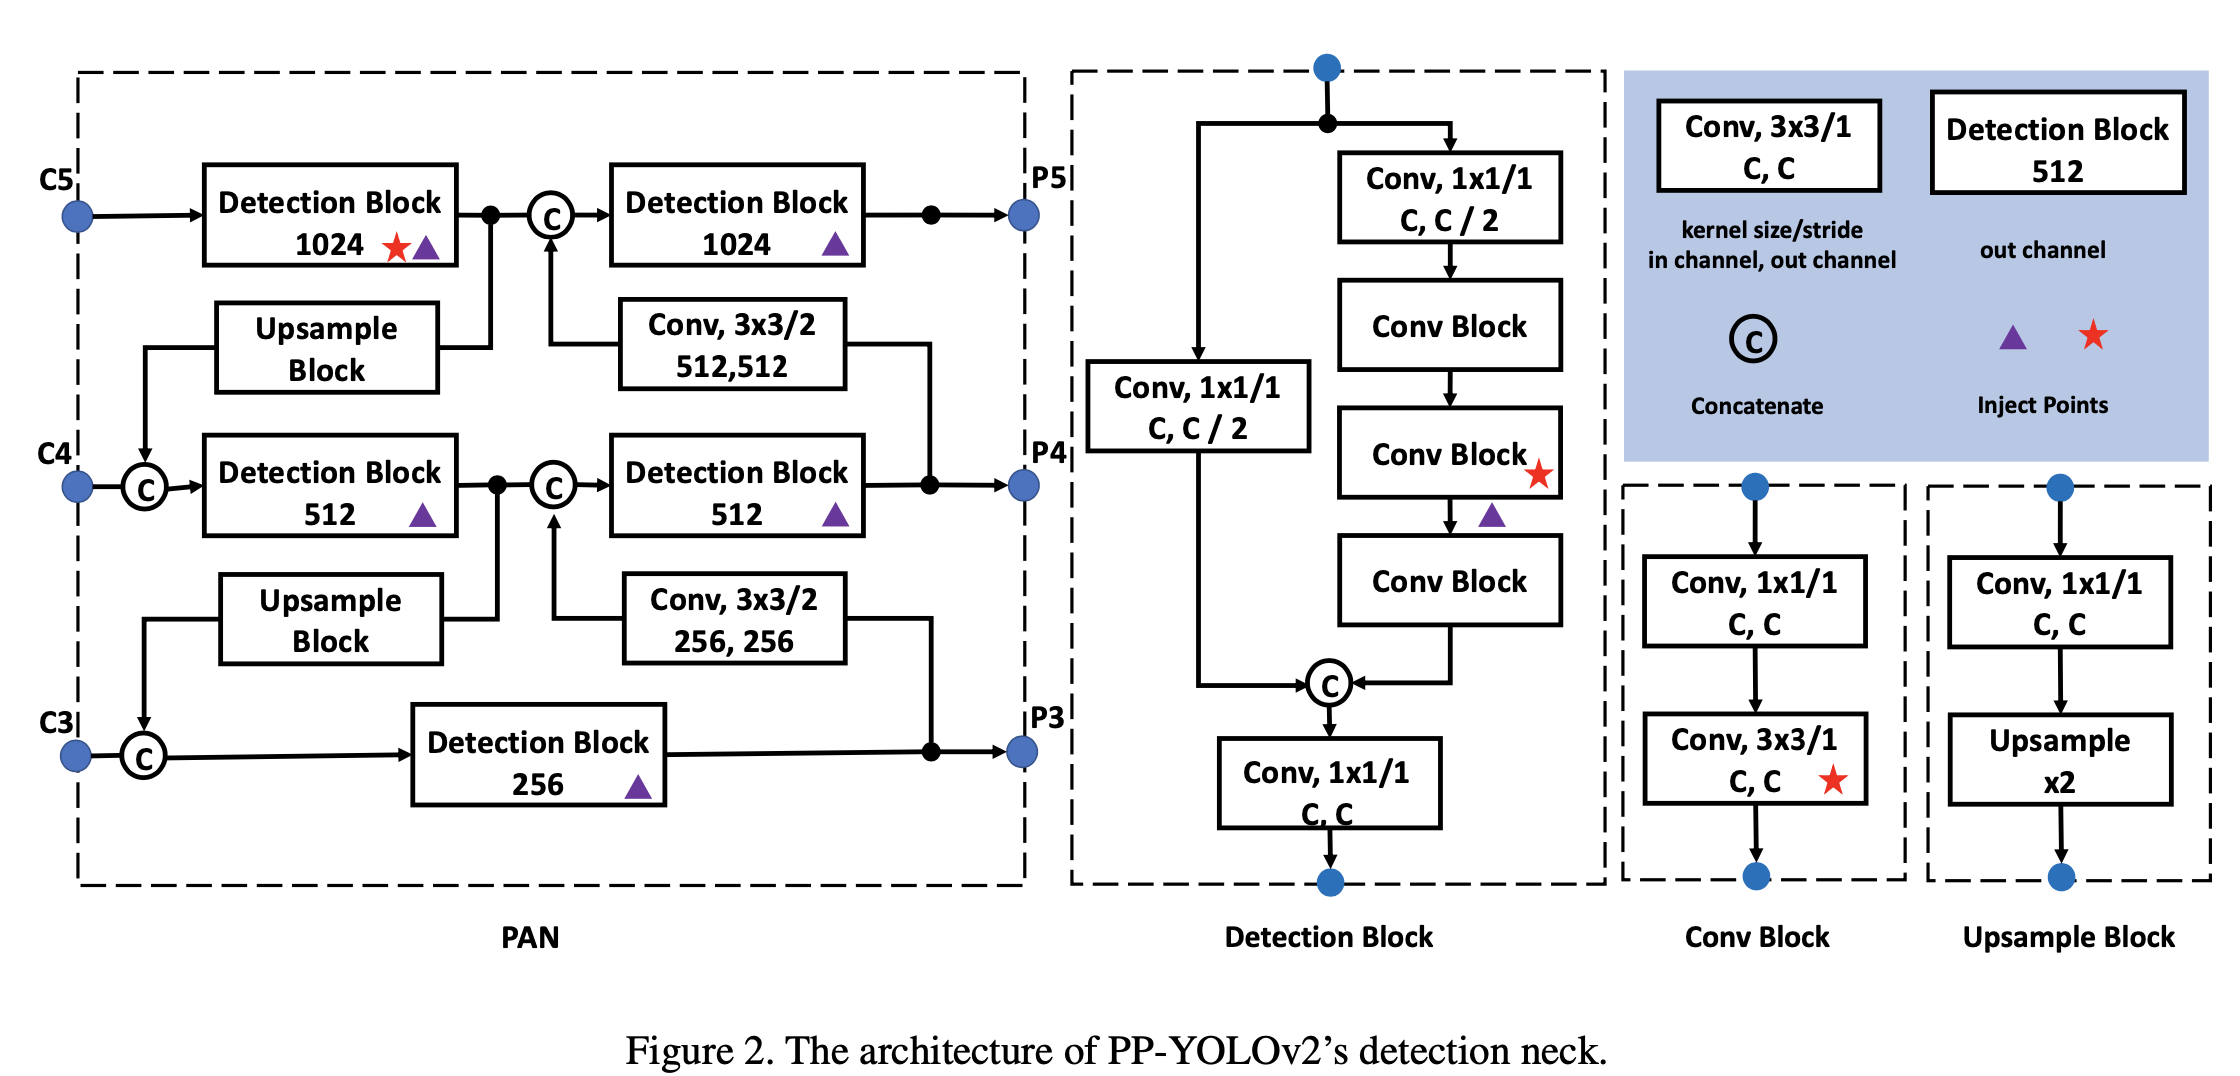 C5
Detection Block
1024
C
Detection Block
1024
P5
Upsample
Block
Conv, 3x3/2
512,512
C4
C
Detection Block
512
C
Detection Block
512
P4
Upsample
Block
Conv, 3x3/2
256, 256
C3
C
Detection Block
256
P3
PAN
Conv, 1x1/1
C, C / 2
Conv Block
Conv, 1x1/1
C, C / 2
Conv Block
Conv Block
C
Conv, 1x1/1
C, C
Detection Block
Conv, 3x3/1
C, C
kernel size/stride
in channel, out channel
Detection Block
512
out channel
C
Concatenate
Inject Points
Conv, 1x1/1
C, C
Conv, 3x3/1
C, C
Conv Block
Conv, 1x1/1
C, C
Upsample
x2
Upsample Block
Figure 2. The architecture of PP-YOLOv2's detection neck.